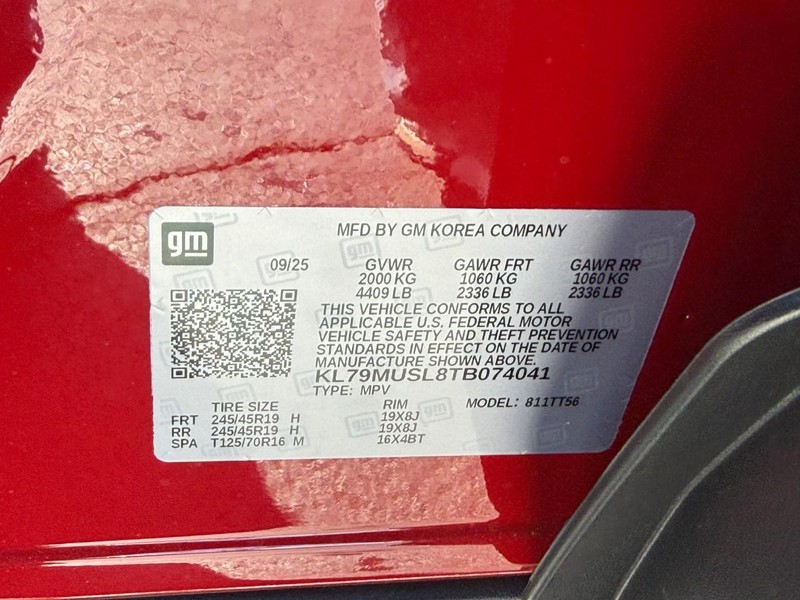 gm
MFD BY GM KOREA COMPANY
09/25 GVWR GAWR FRT GAWR RR
2000 KG 1060 KG 1060 KG
4409 LB 2336 LB 2336 LB
THIS VEHICLE CONFORMS TO ALL
APPLICABLE U.S. FEDERAL MOTOR
VEHICLE SAFETY AND THEFT PREVENTION
STANDARDS IN EFFECT ON THE DATE OF
MANUFACTURE SHOWN ABOVE.
KL79MUSL8TB074041
TYPE: MPV
TIRE SIZE RIM MODEL: 811TT56
FRT 245/45R19 H 19X8J
RR 245/45R19 H 19X8J
SPA T125/70R16 M 16X4BT